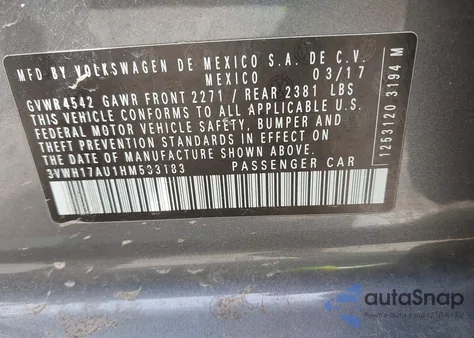 MFD BY VOLKSWAGEN DE MEXICO S.A. DE C.V.
MEXICO 03/17
GVWR4542 GAWR FRONT 2271 / REAR 2381 LBS
THIS VEHICLE CONFORMS TO ALL APPLICABLE U.S.
FEDERAL MOTOR VEHICLE SAFETY, BUMPER AND
THEFT PREVENTION STANDARDS IN EFFECT ON
THE DATE OF MANUFACTURE SHOWN ABOVE.
3VWH17AU1HM533183 PASSENGER CAR
1253120 3194 M
autoSnap